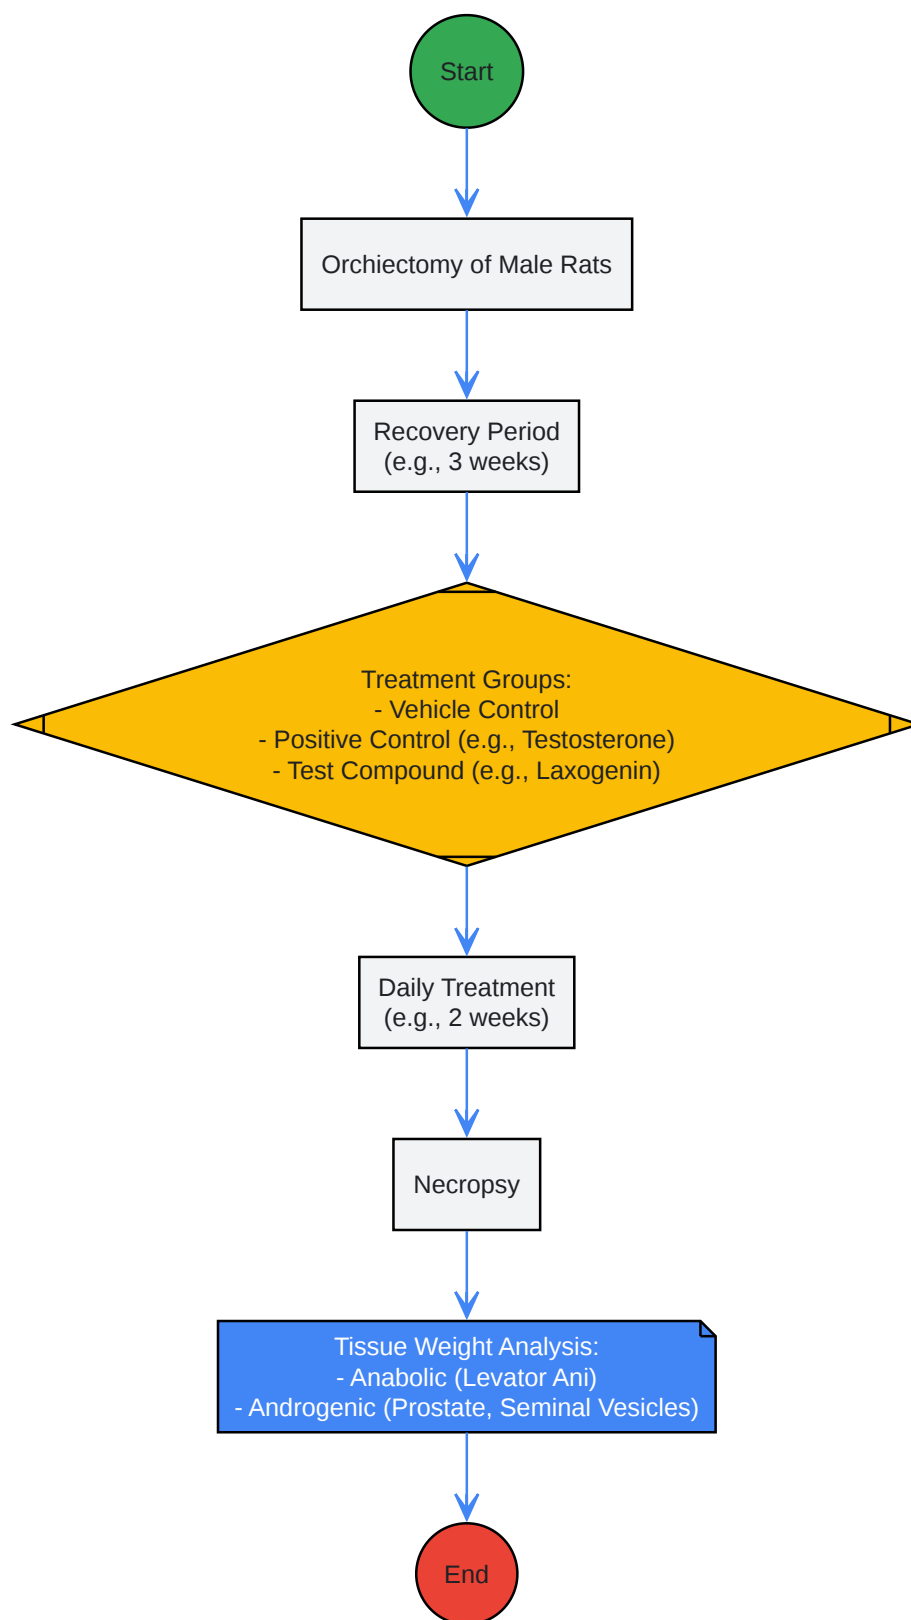 Start
Orchiectomy of Male Rats
Recovery Period
(e.g., 3 weeks)
Treatment Groups:
- Vehicle Control
- Positive Control (e.g., Testosterone)
- Test Compound (e.g., Laxogenin)
Daily Treatment
(e.g., 2 weeks)
Necropsy
Tissue Weight Analysis:
- Anabolic (Levator Ani)
- Androgenic (Prostate, Seminal Vesicles)
End